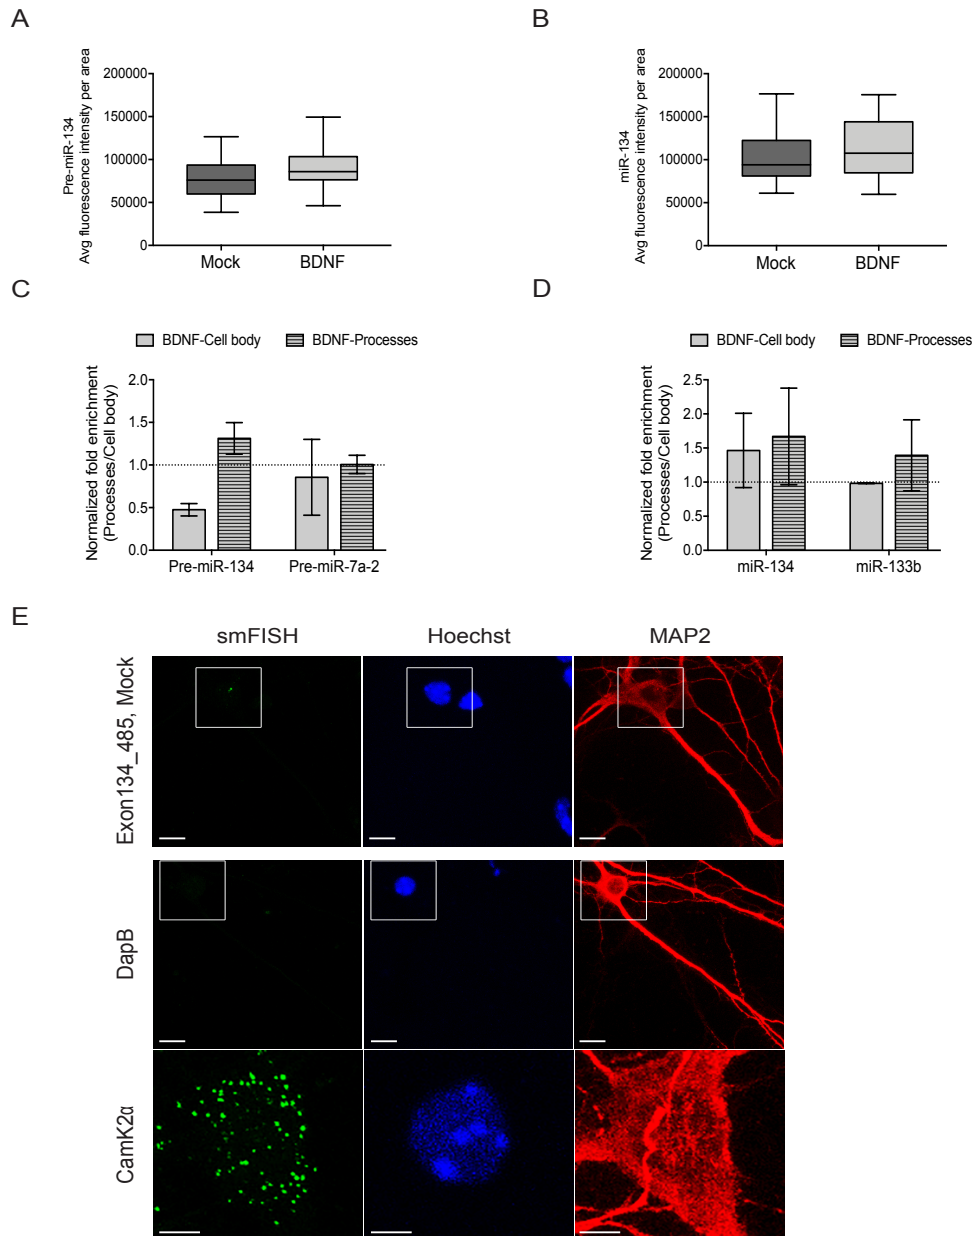 A
Pre-miR-134
Avg fluorescence intensity per area
200000
150000
100000
50000
0
Mock BDNF
B
miR-134
Avg fluorescence intensity per area
200000
150000
100000
50000
0
Mock BDNF
C
BDNF-Cell body BDNF-Processes
Normalized fold enrichment
(Processes/Cell body)
2.0
1.5
1.0
0.5
0.0
Pre-miR-134 Pre-miR-7a-2
D
BDNF-Cell body BDNF-Processes
Normalized fold enrichment
(Processes/Cell body)
2.5
2.0
1.5
1.0
0.5
0.0
miR-134 miR-133b
E
smFISH Hoechst MAP2
Exon134_485, Mock
DapB
CamK2α